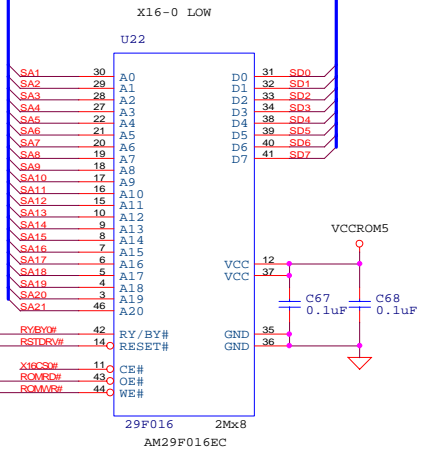 X16-0 LOW
U22
SA1 30 A0 D0 31 SD0
SA2 29 A1 D1 32 SD1
SA3 28 A2 D2 33 SD2
SA4 27 A3 D3 34 SD3
SA5 22 A4 D4 38 SD4
SA6 21 A5 D5 39 SD5
SA7 20 A6 D6 40 SD6
SA8 19 A7 D7 41 SD7
SA9 18 A8
SA10 17 A9
SA11 16 A10
SA12 15 A11
SA13 10 A12
SA14 9 A13
SA15 8 A14
SA16 7 A15
SA17 6 A16
SA18 5 A17
SA19 4 A18
SA20 3 A19
SA21 46 A20
VCCROM5
VCC 12
VCC 37
C67 0.1uF
C68 0.1uF
RY/BY0# 42 RY/BY# GND 35
RSTDRV# 14 RESET# GND 36
X16CS0# 11 CE#
ROMRD# 43 OE#
ROMWR# 44 WE#
29F016 2Mx8
AM29F016EC